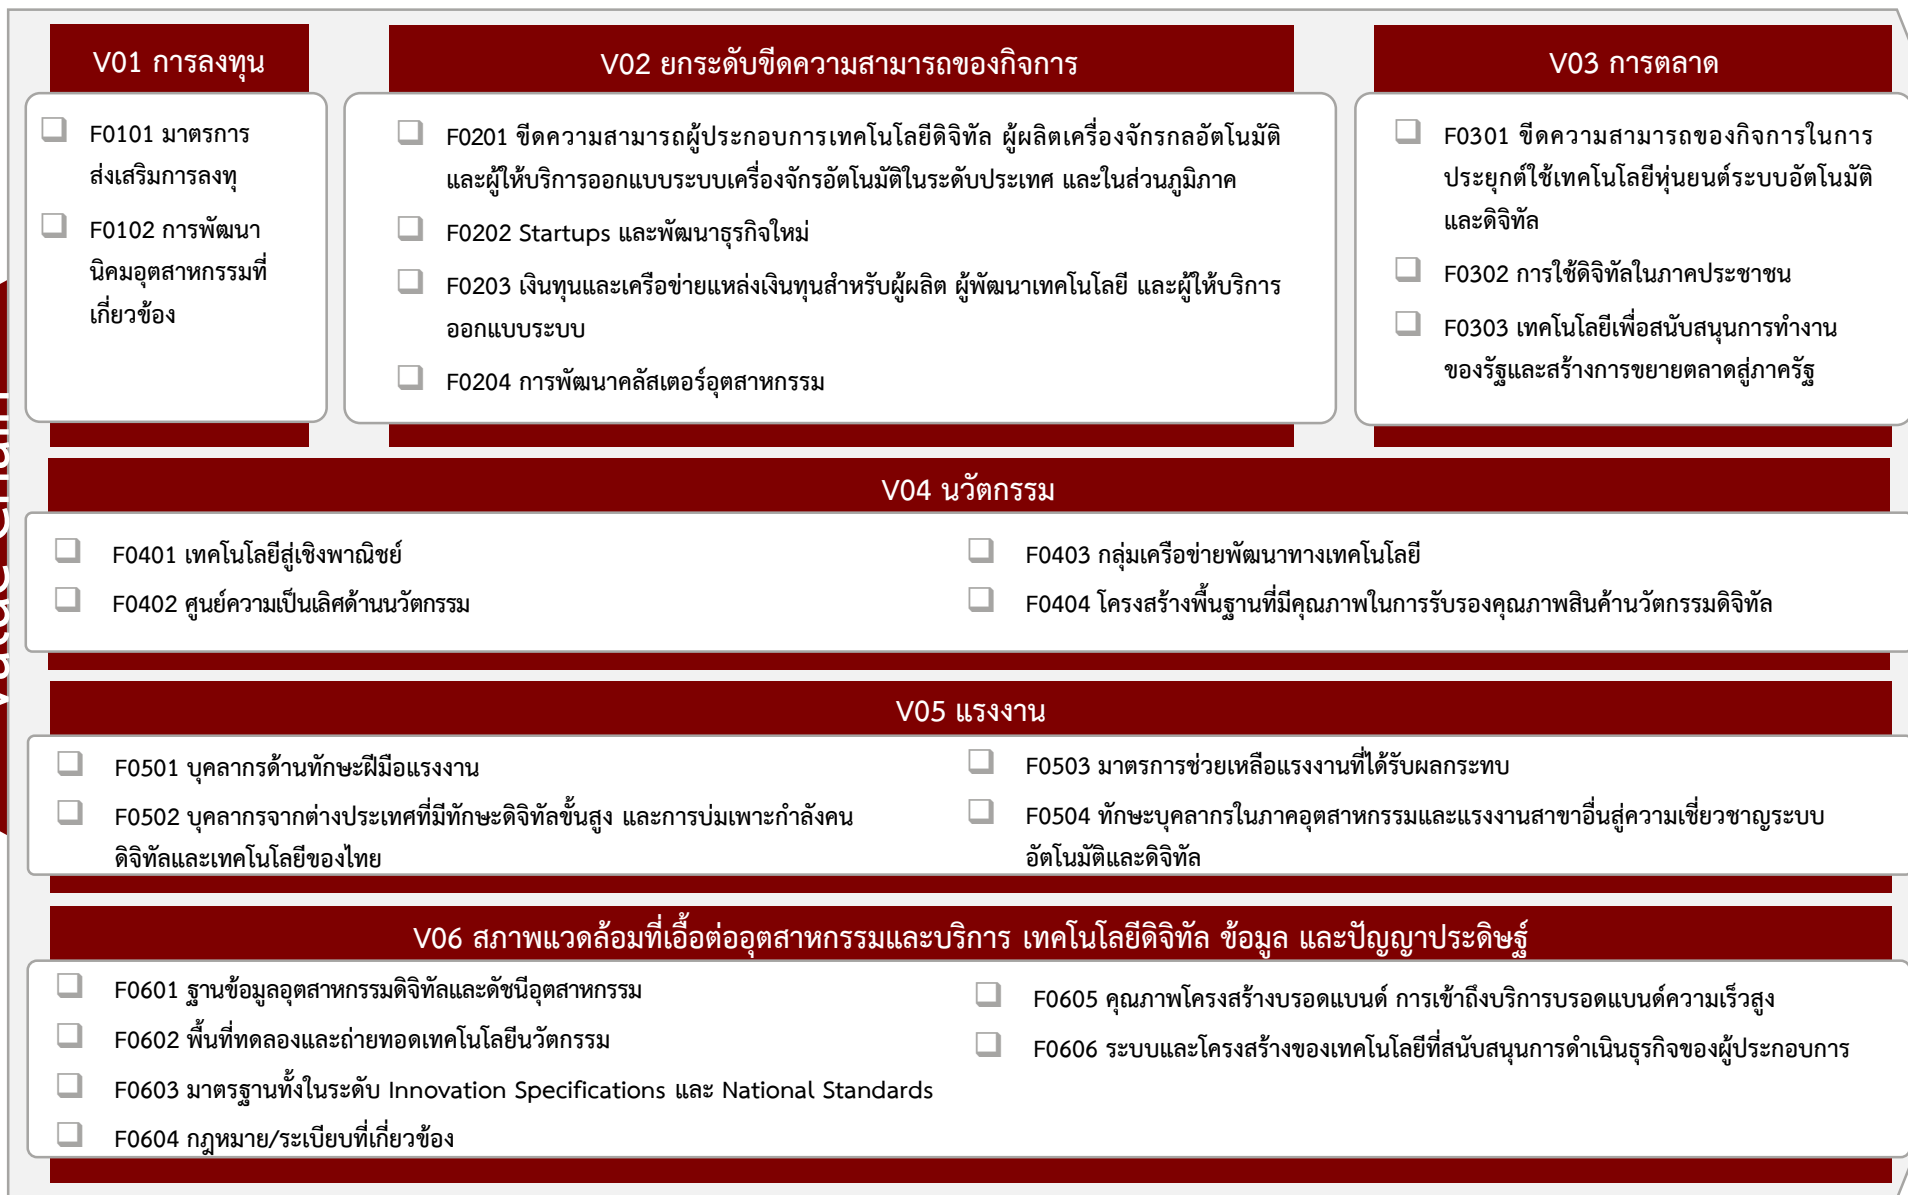 V01 การลงทุน
F0101 มาตรการ
ส่งเสริมการลงทุ
F0102 การพัฒนา
นิคมอุตสาหกรรมที่
เกี่ยวข้อง
V02 ยกระดับขีดความสามารถของกิจการ
F0201 ขีดความสามารถผู้ประกอบการเทคโนโลยีดิจิทัล ผู้ผลิตเครื่องจักรกลอัตโนมัติ
และผู้ให้บริการออกแบบระบบเครื่องจักรอัตโนมัติในระดับประเทศ และในส่วนภูมิภาค
F0202 Startups และพัฒนาธุรกิจใหม่
F0203 เงินทุนและเครือข่ายแหล่งเงินทุนสำหรับผู้ผลิต ผู้พัฒนาเทคโนโลยี และผู้ให้บริการ
ออกแบบระบบ
F0204 การพัฒนาคลัสเตอร์อุตสาหกรรม
V03 การตลาด
F0301 ขีดความสามารถของกิจการในการ
ประยุกต์ใช้เทคโนโลยีหุ่นยนต์ระบบอัตโนมัติ
และดิจิทัล
F0302 การใช้ดิจิทัลในภาคประชาชน
F0303 เทคโนโลยีเพื่อสนับสนุนการทำงาน
ของรัฐและสร้างการขยายตลาดสู่ภาครัฐ
V04 นวัตกรรม
F0401 เทคโนโลยีสู่เชิงพาณิชย์
F0402 ศูนย์ความเป็นเลิศด้านนวัตกรรม
F0403 กลุ่มเครือข่ายพัฒนาทางเทคโนโลยี
F0404 โครงสร้างพื้นฐานที่มีคุณภาพในการรับรองคุณภาพสินค้านวัตกรรมดิจิทัล
V05 แรงงาน
F0501 บุคลากรด้านทักษะฝีมือแรงงาน
F0502 บุคลากรจากต่างประเทศที่มีทักษะดิจิทัลขั้นสูง และการบ่มเพาะกำลังคน
ดิจิทัลและเทคโนโลยีของไทย
F0503 มาตรการช่วยเหลือแรงงานที่ได้รับผลกระทบ
F0504 ทักษะบุคลากรในภาคอุตสาหกรรมและแรงงานสาขาอื่นสู่ความเชี่ยวชาญระบบ
อัตโนมัติและดิจิทัล
V06 สภาพแวดล้อมที่เอื้อต่ออุตสาหกรรมและบริการ เทคโนโลยีดิจิทัล ข้อมูล และปัญญาประดิษฐ์
F0601 ฐานข้อมูลอุตสาหกรรมดิจิทัลและดัชนีอุตสาหกรรม
F0602 พื้นที่ทดลองและถ่ายทอดเทคโนโลยีนวัตกรรม
F0603 มาตรฐานทั้งในระดับ Innovation Specifications และ National Standards
F0604 กฎหมาย/ระเบียบที่เกี่ยวข้อง
F0605 คุณภาพโครงสร้างบรอดแบนด์ การเข้าถึงบริการบรอดแบนด์ความเร็วสูง
F0606 ระบบและโครงสร้างของเทคโนโลยีที่สนับสนุนการดำเนินธุรกิจของผู้ประกอบการ